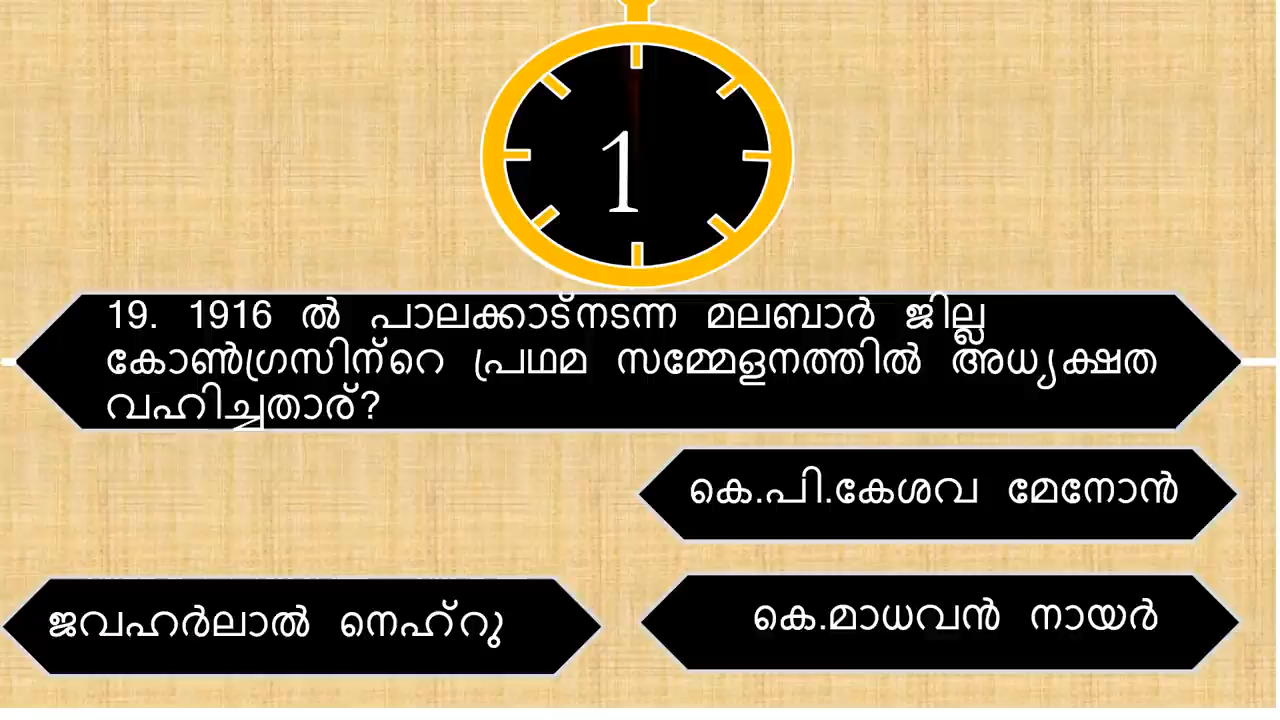 1
19. 1916 ൽ പാലക്കാട്നടന്ന മലബാർ ജില്ല
കോൺഗ്രസിന്റെ പ്രഥമ സമ്മേളനത്തിൽ അധ്യക്ഷത
വഹിച്ചതാര്?
കെ.പി.കേശവ മേനോൻ
ജവഹർലാൽ നെഹ്റു
കെ.മാധവൻ നായർ